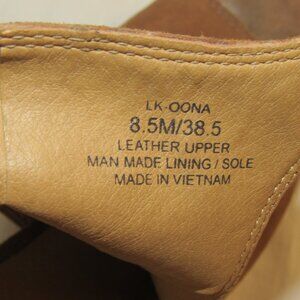 LK-OONA
8.5M/38.5
LEATHER UPPER
MAN MADE LINING / SOLE
MADE IN VIETNAM